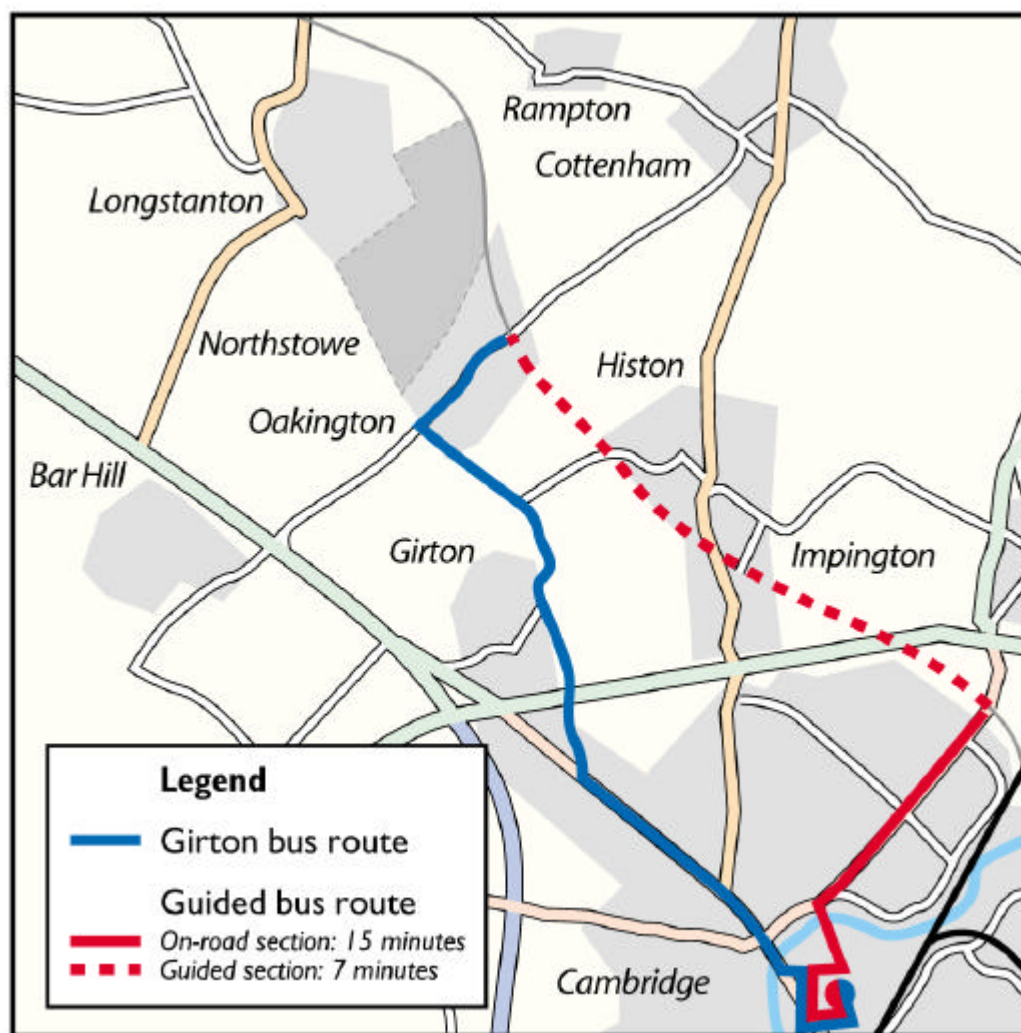 Rampton
Cottenham
Longstanton
Northstowe
Histon
Oakington
Bar Hill
Girton
Impington
Legend
Girton bus route
Guided bus route
On-road section: 15 minutes
Guided section: 7 minutes
Cambridge